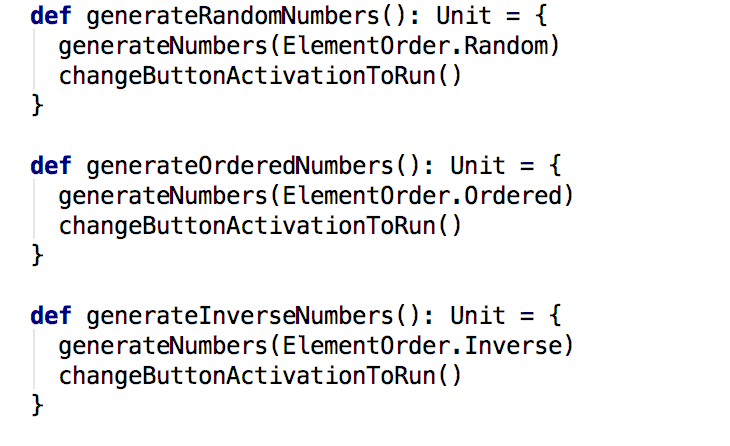 def generateRandomNumbers(): Unit = {
  generateNumbers(ElementOrder.Random)
  changeButtonActivationToRun()
}

def generateOrderedNumbers(): Unit = {
  generateNumbers(ElementOrder.Ordered)
  changeButtonActivationToRun()
}

def generateInverseNumbers(): Unit = {
  generateNumbers(ElementOrder.Inverse)
  changeButtonActivationToRun()
}